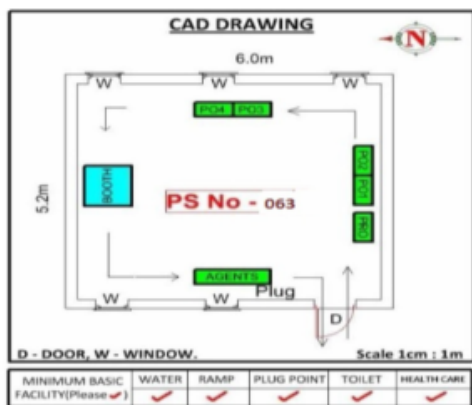 CAD DRAWING
N
6.0m
W W W
PO4 PO3
5.2m
BOOTH
PO2
PO1
PRO
PS No - 063
AGENTS
Plug
W W
D
D - DOOR, W - WINDOW.
Scale 1cm : 1m
MINIMUM BASIC FACILITY(Please ✓)
WATER RAMP PLUG POINT TOILET HEALTH CARE
✓ ✓ ✓ ✓ ✓